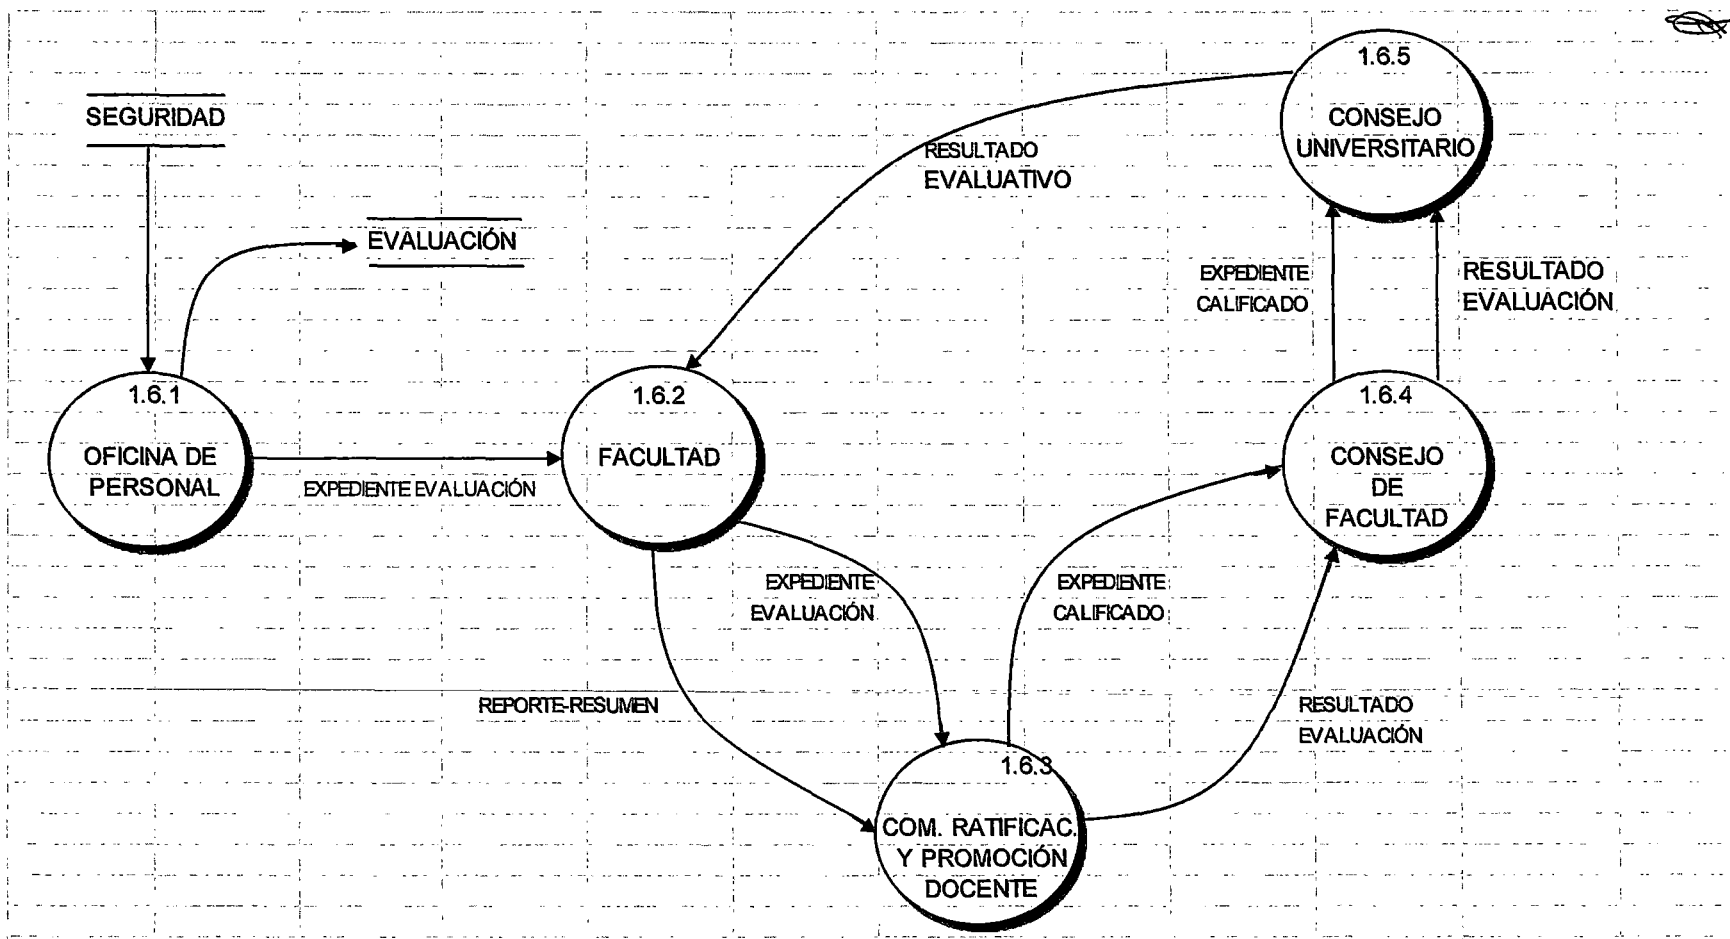 1.6.5
CONSEJO
UNIVERSITARIO
SEGURIDAD
RESULTADO
EVALUATIVO
EVALUACIÓN
EXPEDIENTE
CALIFICADO
RESULTADO
EVALUACIÓN
1.6.1
OFICINA DE
PERSONAL
EXPEDIENTE EVALUACIÓN
1.6.2
FACULTAD
1.6.4
CONSEJO
DE
FACULTAD
EXPEDIENTE
EVALUACIÓN
EXPEDIENTE
CALIFICADO
REPORTE-RESUMEN
RESULTADO
EVALUACIÓN
1.6.3
COM. RATIFICAC.
Y PROMOCIÓN
DOCENTE